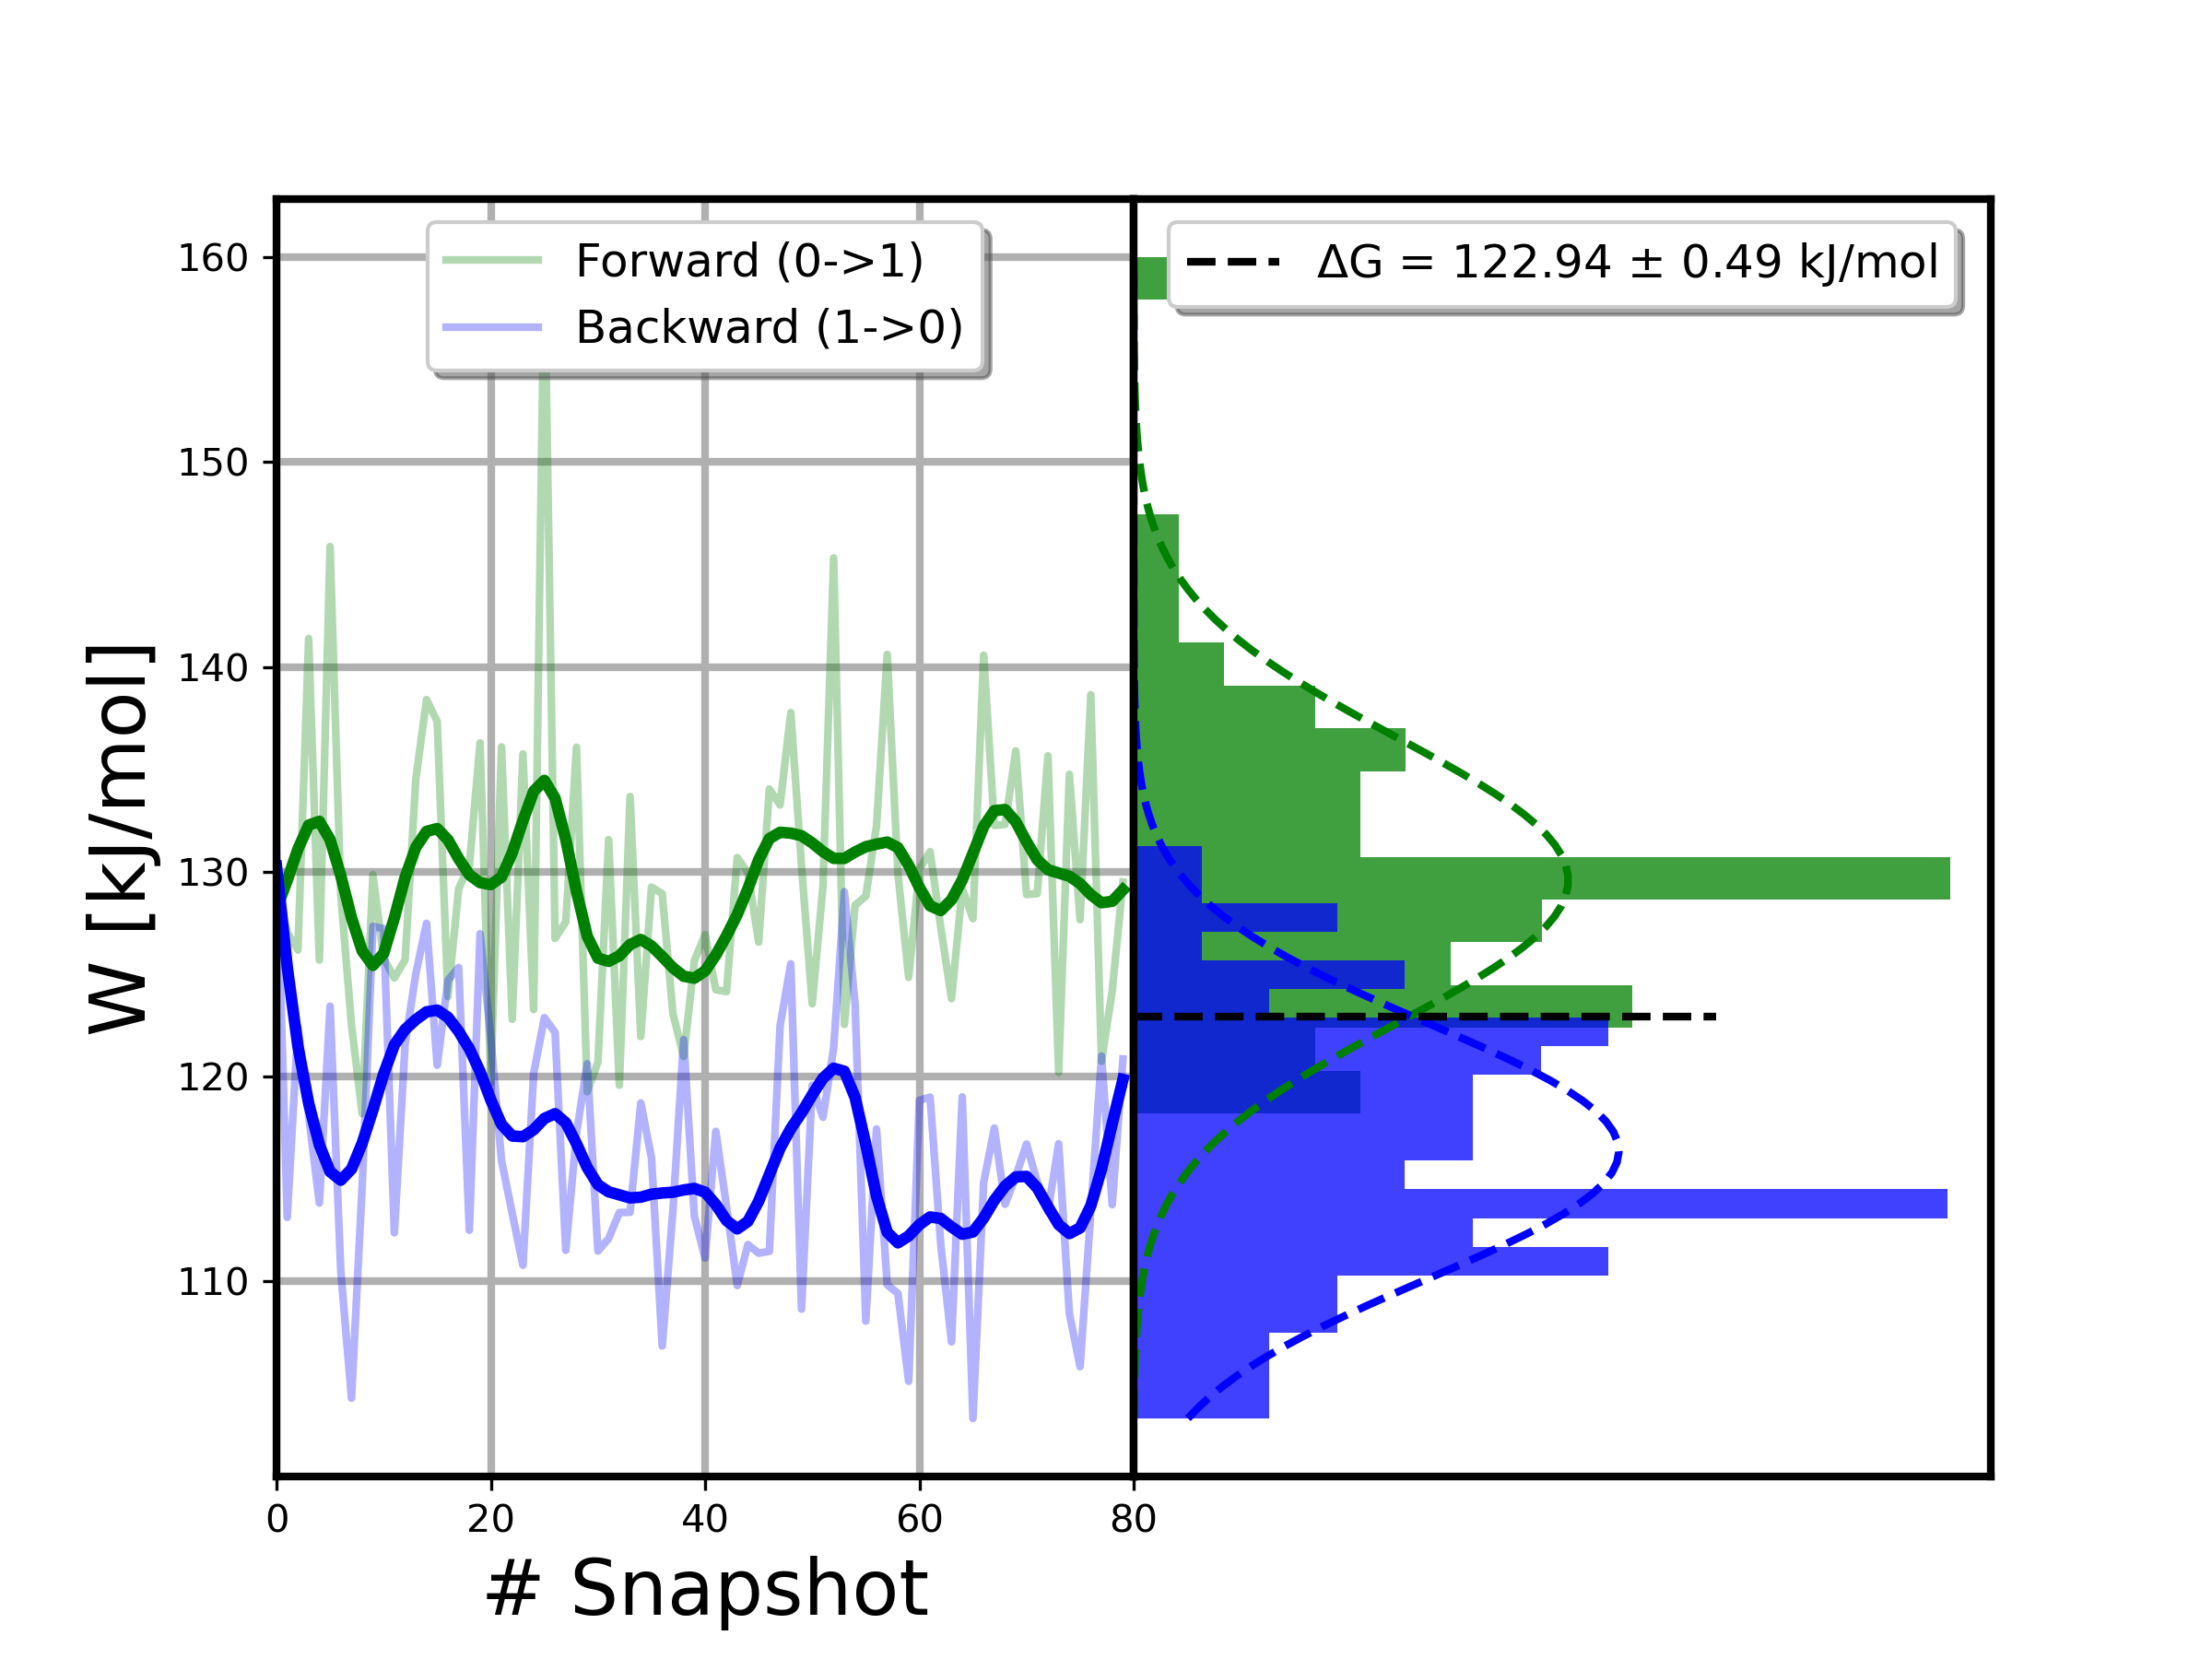 Forward (0->1)
Backward (1->0)
ΔG = 122.94 ± 0.49 kJ/mol
W [kJ/mol]
160
150
140
130
120
110
0
20
40
60
80
# Snapshot